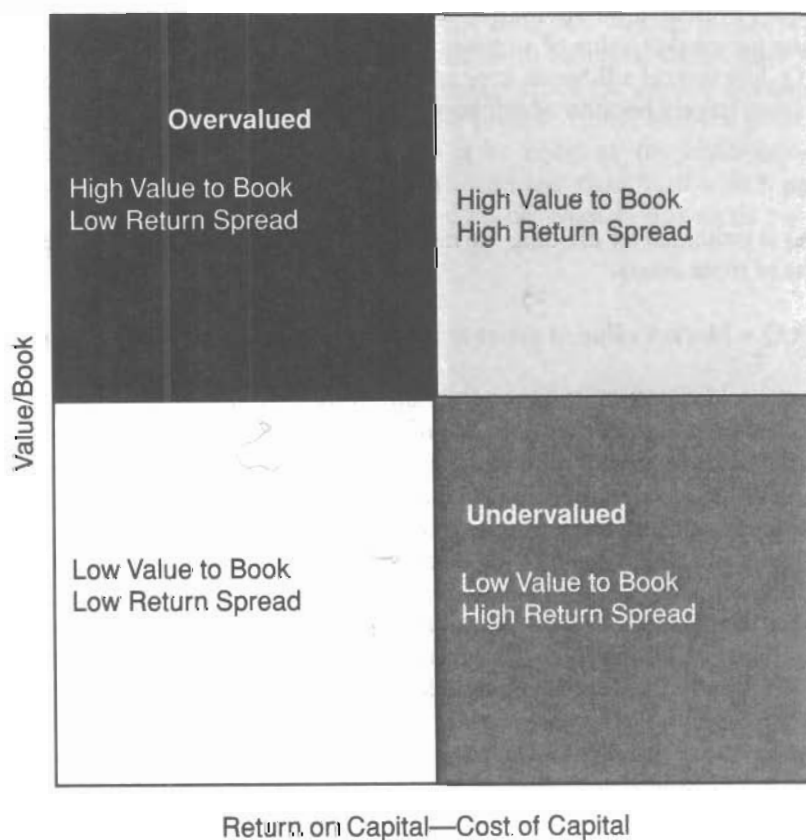 Overvalued
High Value to Book
Low Return Spread
High Value to Book
High Return Spread
Value/Book
Low Value to Book
Low Return Spread
Undervalued
Low Value to Book
High Return Spread
Return on Capital—Cost of Capital